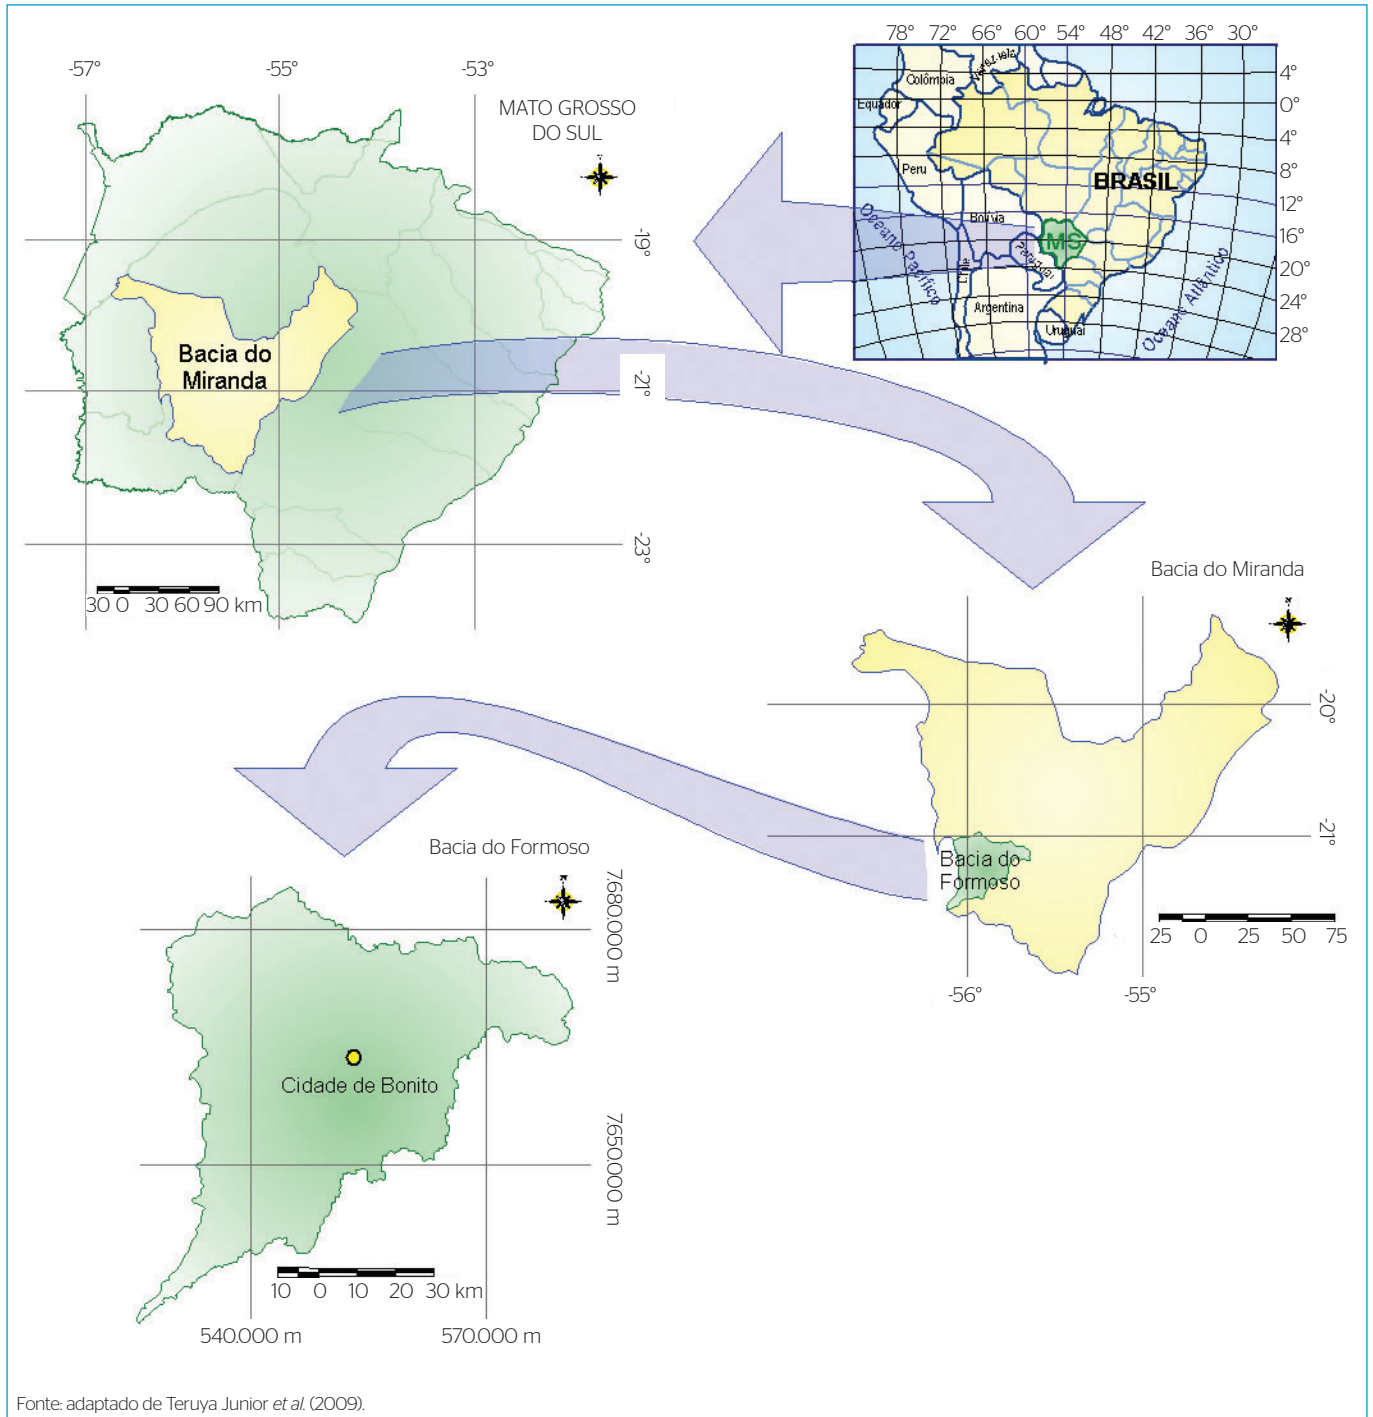 78° 72° 66° 60° 54° 48° 42° 36° 30°
4°
0°
4°
8°
12°
16°
20°
24°
28°
Colômbia
Equador
Peru
BRASIL
Bolívia
MS
Paraguai
Chile
Argentina
Uruguai
Oceano Pacífico
Oceano Atlântico
-57° -55° -53°
MATO GROSSO
DO SUL
-19°
-21°
-23°
Bacia do
Miranda
30 0 30 60 90 km
Bacia do Miranda
-20°
-21°
Bacia do
Formoso
25 0 25 50 75
-56° -55°
Bacia do Formoso
7.680.000 m
7.650.000 m
Cidade de Bonito
10 0 10 20 30 km
540.000 m 570.000 m
Fonte: adaptado de Teruya Junior et al. (2009).